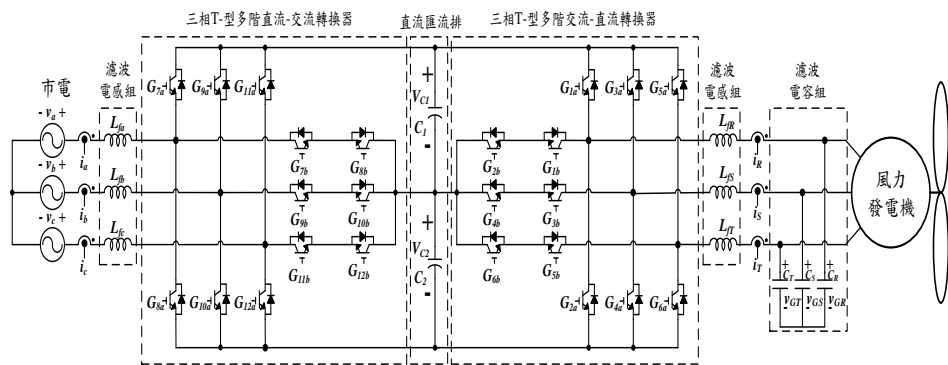 三相T-型多階直流-交流轉換器
直流匯流排
三相T-型多階交流-直流轉換器
市電
濾波
電感組
濾波
電感組
濾波
電容組
G7a
G9a
G11a
G1a
G3a
G5a
+
VC1
C1
-
- va +
Lfa
ia
G7b
G8b
G2b
G1b
LfR
iR
- vb +
Lfb
ib
G9b
G10b
G4b
G3b
LfS
iS
風力
發電機
- vc +
Lfc
ic
G11b
G12b
G6b
G5b
LfT
iT
+
VC2
C2
-
G8a
G10a
G12a
G2a
G4a
G6a
+ + +
CT CS CR
- - -
vGT vGS vGR